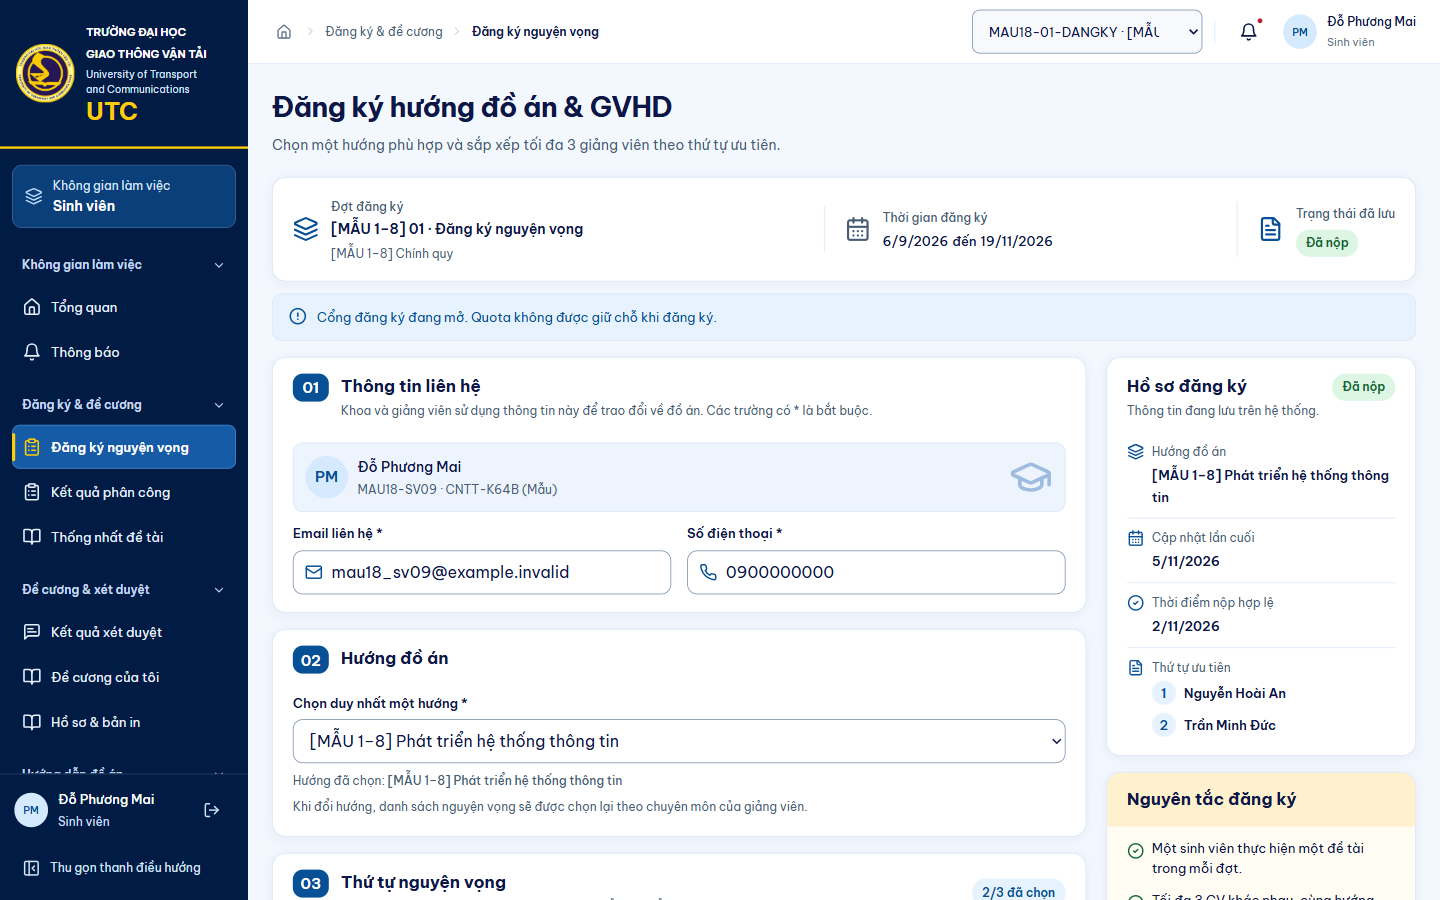 TRƯỜNG ĐẠI HỌC
GIAO THÔNG VẬN TẢI
University of Transport
and Communications
UTC
Không gian làm việc
Sinh viên
Không gian làm việc
Tổng quan
Thông báo
Đăng ký & đề cương
Đăng ký nguyện vọng
Kết quả phân công
Thống nhất đề tài
Đề cương & xét duyệt
Kết quả xét duyệt
Đề cương của tôi
Hồ sơ & bản in
Hướng dẫn đồ án
PM
Đỗ Phương Mai
Sinh viên
Thu gọn thanh điều hướng
Đăng ký & đề cương
Đăng ký nguyện vọng
MAU18-01-DANGKY · [MẪU
PM
Đỗ Phương Mai
Sinh viên
Đăng ký hướng đồ án & GVHD
Chọn một hướng phù hợp và sắp xếp tối đa 3 giảng viên theo thứ tự ưu tiên.
Đợt đăng ký
[MẪU 1–8] 01 · Đăng ký nguyện vọng
[MẪU 1–8] Chính quy
Thời gian đăng ký
6/9/2026 đến 19/11/2026
Trạng thái đã lưu
Đã nộp
Cổng đăng ký đang mở. Quota không được giữ chỗ khi đăng ký.
01
Thông tin liên hệ
Khoa và giảng viên sử dụng thông tin này để trao đổi về đồ án. Các trường có * là bắt buộc.
PM
Đỗ Phương Mai
MAU18-SV09 · CNTT-K64B (Mẫu)
Email liên hệ *
mau18_sv09@example.invalid
Số điện thoại *
0900000000
02
Hướng đồ án
Chọn duy nhất một hướng *
[MẪU 1–8] Phát triển hệ thống thông tin
Hướng đã chọn: [MẪU 1–8] Phát triển hệ thống thông tin
Khi đổi hướng, danh sách nguyện vọng sẽ được chọn lại theo chuyên môn của giảng viên.
03
Thứ tự nguyện vọng
2/3 đã chọn
Hồ sơ đăng ký
Đã nộp
Thông tin đang lưu trên hệ thống.
Hướng đồ án
[MẪU 1–8] Phát triển hệ thống thông
tin
Cập nhật lần cuối
5/11/2026
Thời điểm nộp hợp lệ
2/11/2026
Thứ tự ưu tiên
1 Nguyễn Hoài An
2 Trần Minh Đức
Nguyên tắc đăng ký
Một sinh viên thực hiện một đề tài
trong mỗi đợt.
Tối đa 3 GV khác nhau, cùng hướng